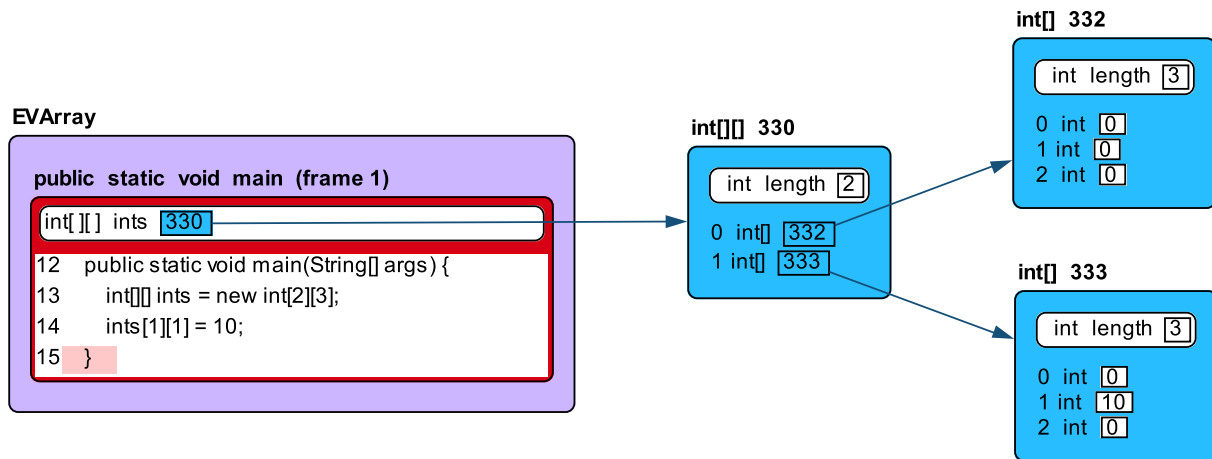 EVArray
public static void main (frame 1)
int[ ][ ] ints 330
12 public static void main(String[] args) {
13 int[][] ints = new int[2][3];
14 ints[1][1] = 10;
15 }
int[][] 330
int length 2
0 int[] 332
1 int[] 333
int[] 332
int length 3
0 int 0
1 int 0
2 int 0
int[] 333
int length 3
0 int 0
1 int 10
2 int 0